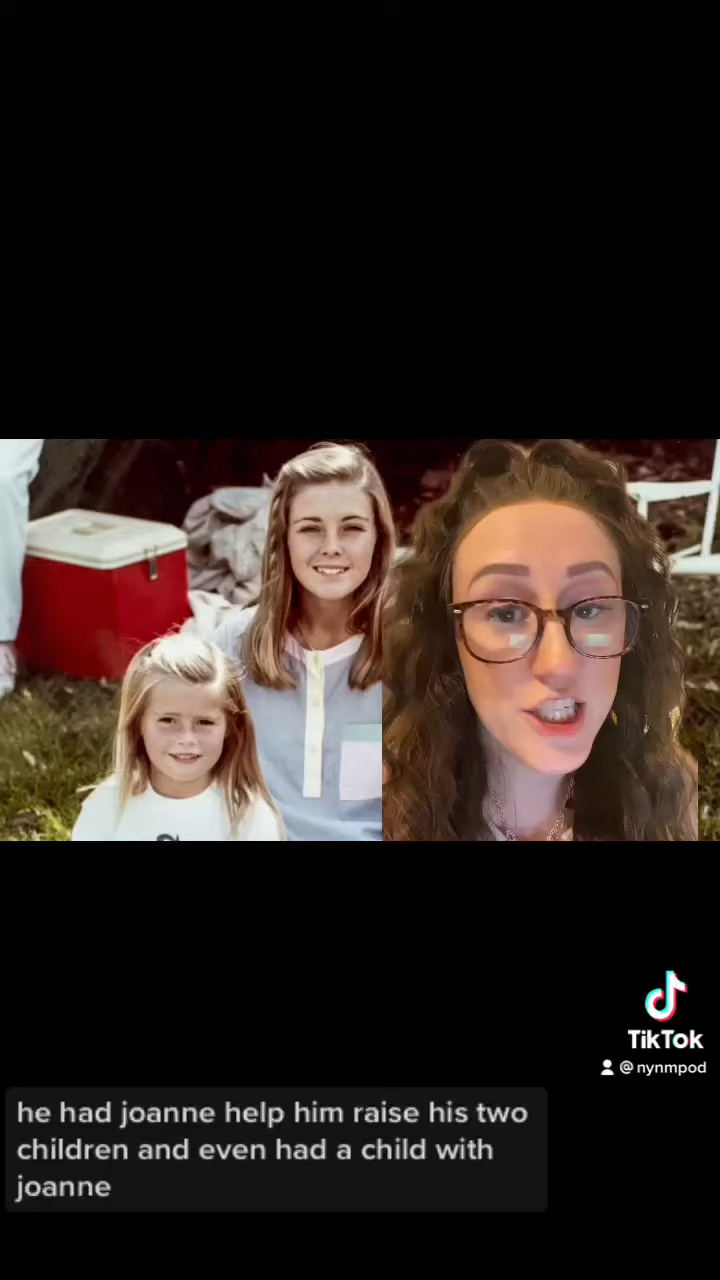 TikTok
@nynmpod
he had joanne help him raise his two
children and even had a child with
joanne